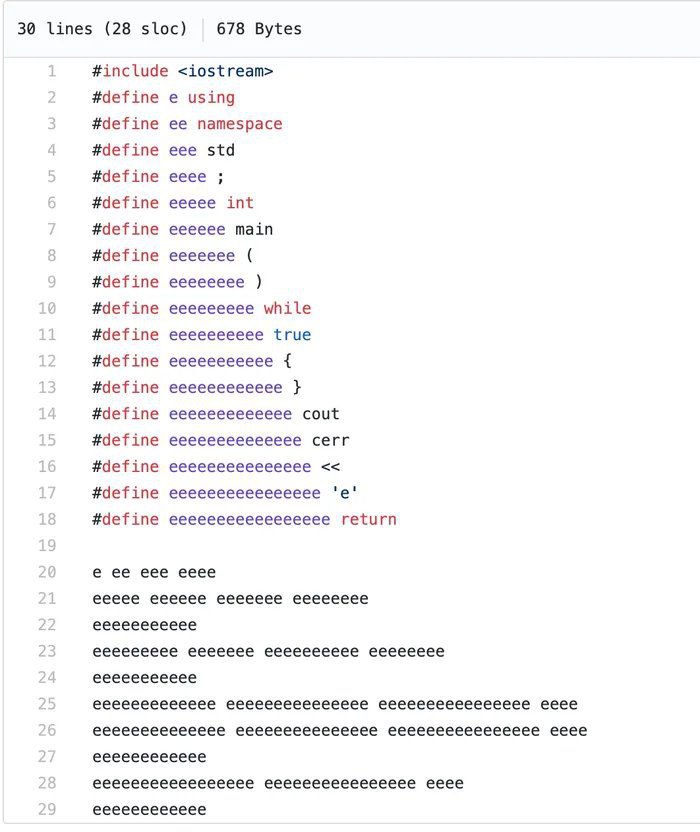 30 lines (28 sloc) 678 Bytes
1 #include <iostream>
2 #define e using
3 #define ee namespace
4 #define eee std
5 #define eeee ;
6 #define eeeee int
7 #define eeeeee main
8 #define eeeeeee (
9 #define eeeeeeee )
10 #define eeeeeeeee while
11 #define eeeeeeeeee true
12 #define eeeeeeeeeee {
13 #define eeeeeeeeeeee }
14 #define eeeeeeeeeeeee cout
15 #define eeeeeeeeeeeeee cerr
16 #define eeeeeeeeeeeeeee <<
17 #define eeeeeeeeeeeeeeee 'e'
18 #define eeeeeeeeeeeeeeeee return
19
20 e ee eee eeee
21 eeeee eeeeee eeeeeee eeeeeeee
22 eeeeeeeeeee
23 eeeeeeeee eeeeeee eeeeeeeeee eeeeeeee
24 eeeeeeeeeee
25 eeeeeeeeeeeee eeeeeeeeeeeeeee eeeeeeeeeeeeeeee eeee
26 eeeeeeeeeeeeee eeeeeeeeeeeeeee eeeeeeeeeeeeeeee eeee
27 eeeeeeeeeeee
28 eeeeeeeeeeeeeeeee eeeeeeeeeeeeeeee eeee
29 eeeeeeeeeeee